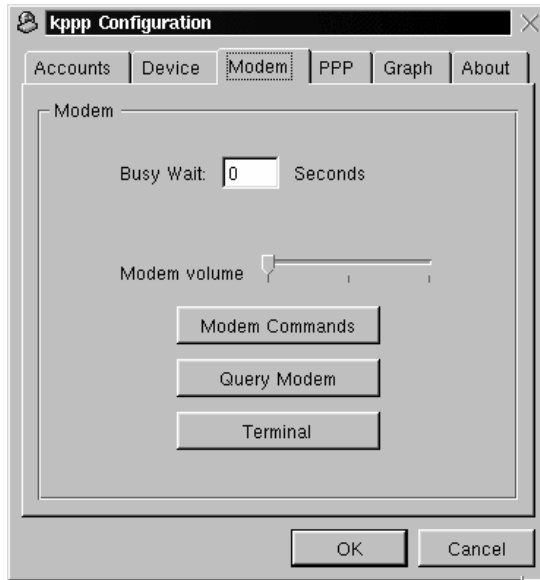 kppp Configuration
Accounts Device Modem PPP Graph About
Modem
Busy Wait: 0 Seconds
Modem volume
Modem Commands
Query Modem
Terminal
OK Cancel